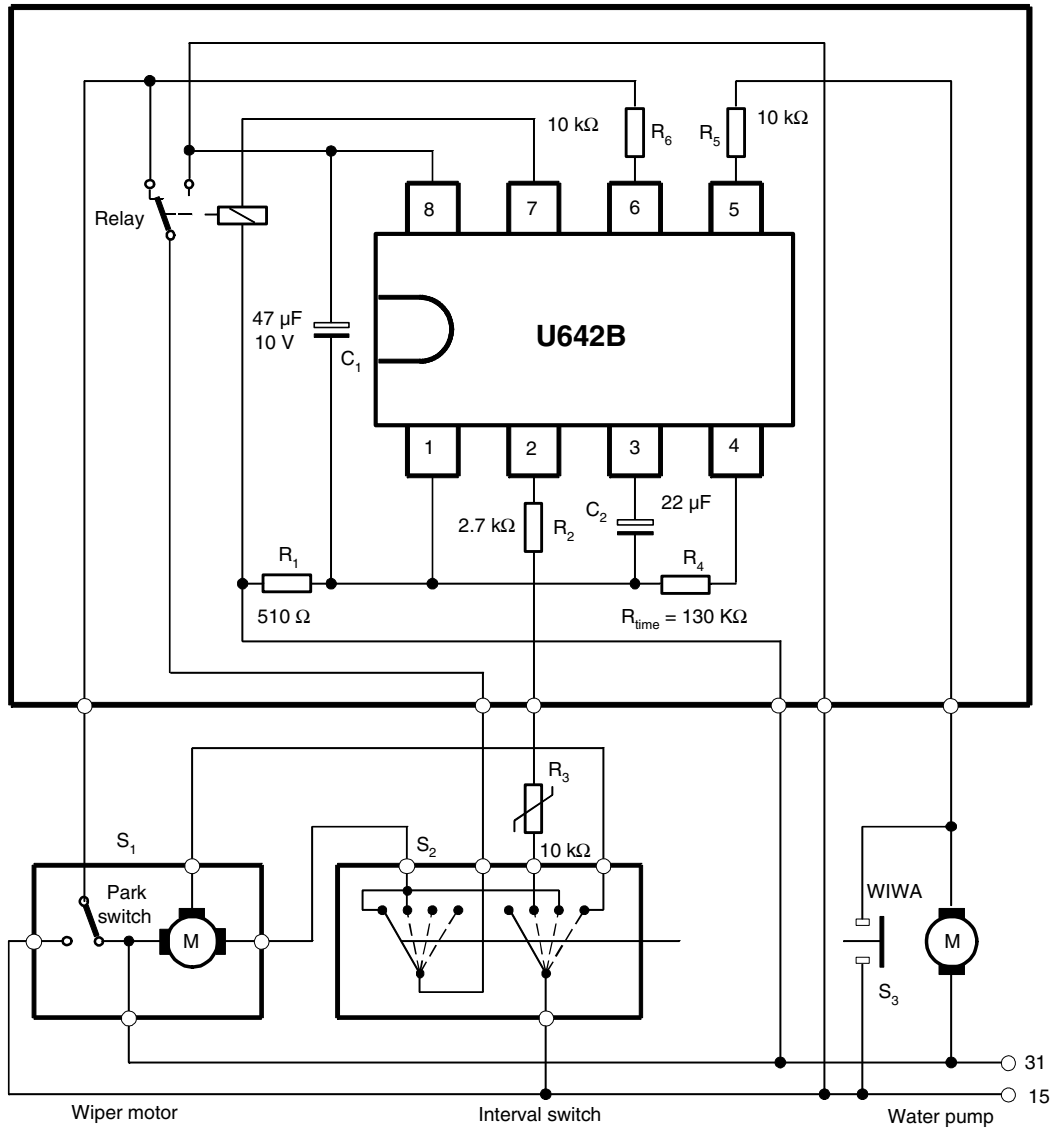 10 kΩ
R6
R5
10 kΩ
8
7
6
5
Relay
47 µF
10 V
C1
U642B
1
2
3
4
2.7 kΩ
R2
C2
22 µF
R1
R4
510 Ω
Rtime = 130 KΩ
R3
10 kΩ
S1
S2
Park
switch
M
WIWA
M
S3
31
15
Wiper motor
Interval switch
Water pump